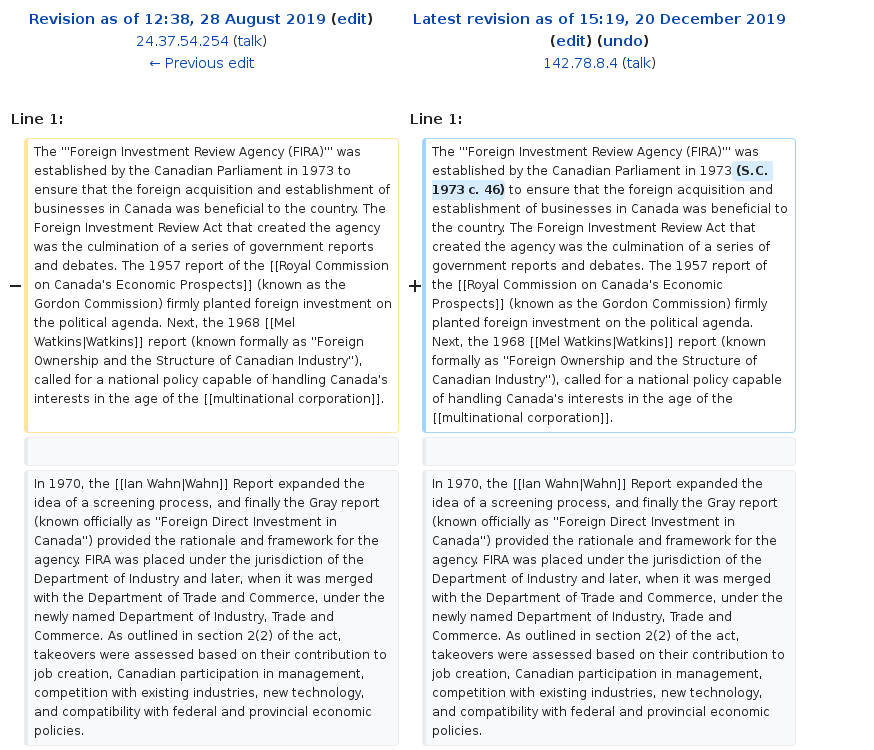 Revision as of 12:38, 28 August 2019 (edit)
24.37.54.254 (talk)
← Previous edit
Latest revision as of 15:19, 20 December 2019
(edit) (undo)
142.78.8.4 (talk)
Line 1:
Line 1:
−
The '''Foreign Investment Review Agency (FIRA)''' was
established by the Canadian Parliament in 1973 to
ensure that the foreign acquisition and establishment of
businesses in Canada was beneficial to the country. The
Foreign Investment Review Act that created the agency
was the culmination of a series of government reports
and debates. The 1957 report of the [[Royal Commission
on Canada's Economic Prospects]] (known as the
Gordon Commission) firmly planted foreign investment on
the political agenda. Next, the 1968 [[Mel
Watkins|Watkins]] report (known formally as ''Foreign
Ownership and the Structure of Canadian Industry''),
called for a national policy capable of handling Canada's
interests in the age of the [[multinational corporation]].
+
The '''Foreign Investment Review Agency (FIRA)''' was
established by the Canadian Parliament in 1973 (S.C.
1973 c. 46) to ensure that the foreign acquisition and
establishment of businesses in Canada was beneficial to
the country. The Foreign Investment Review Act that
created the agency was the culmination of a series of
government reports and debates. The 1957 report of
the [[Royal Commission on Canada's Economic
Prospects]] (known as the Gordon Commission) firmly
planted foreign investment on the political agenda.
Next, the 1968 [[Mel Watkins|Watkins]] report (known
formally as ''Foreign Ownership and the Structure of
Canadian Industry''), called for a national policy capable
of handling Canada's interests in the age of the
[[multinational corporation]].
In 1970, the [[Ian Wahn|Wahn]] Report expanded the
idea of a screening process, and finally the Gray report
(known officially as ''Foreign Direct Investment in
Canada'') provided the rationale and framework for the
agency. FIRA was placed under the jurisdiction of the
Department of Industry and later, when it was merged
with the Department of Trade and Commerce, under the
newly named Department of Industry, Trade and
Commerce. As outlined in section 2(2) of the act,
takeovers were assessed based on their contribution to
job creation, Canadian participation in management,
competition with existing industries, new technology,
and compatibility with federal and provincial economic
policies.
In 1970, the [[Ian Wahn|Wahn]] Report expanded the
idea of a screening process, and finally the Gray report
(known officially as ''Foreign Direct Investment in
Canada'') provided the rationale and framework for the
agency. FIRA was placed under the jurisdiction of the
Department of Industry and later, when it was merged
with the Department of Trade and Commerce, under the
newly named Department of Industry, Trade and
Commerce. As outlined in section 2(2) of the act,
takeovers were assessed based on their contribution to
job creation, Canadian participation in management,
competition with existing industries, new technology,
and compatibility with federal and provincial economic
policies.